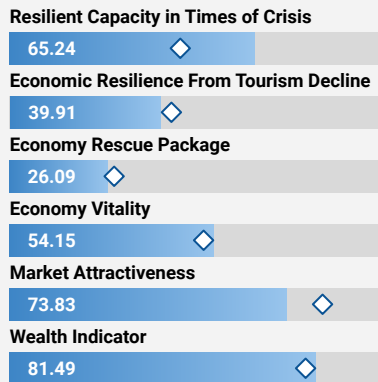 Resilient Capacity in Times of Crisis
65.24
Economic Resilience From Tourism Decline
39.91
Economy Rescue Package
26.09
Economy Vitality
54.15
Market Attractiveness
73.83
Wealth Indicator
81.49